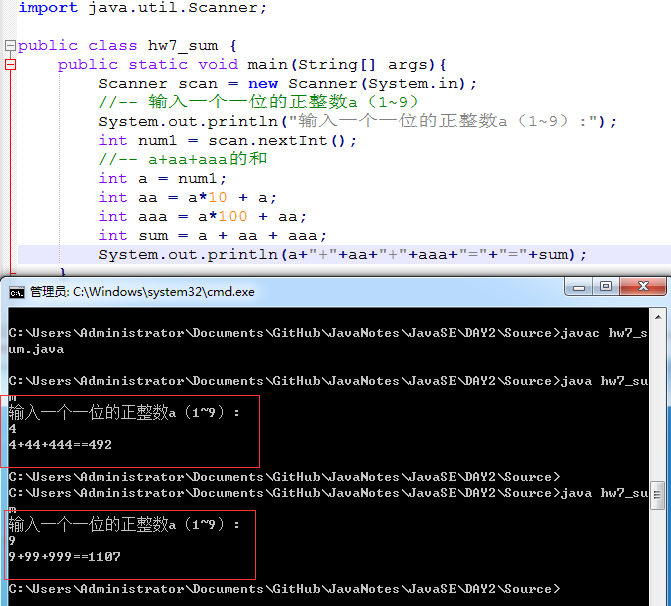 import java.util.Scanner;
public class hw7_sum {
public static void main(String[] args){
Scanner scan = new Scanner(System.in);
//-- 输入一个一位的正整数a（1~9）
System.out.println("输入一个一位的正整数a（1~9）:");
int num1 = scan.nextInt();
//-- a+aa+aaa的和
int a = num1;
int aa = a*10 + a;
int aaa = a*100 + aa;
int sum = a + aa + aaa;
System.out.println(a+"+"+aa+"+"+aaa+"="+"="+sum);
}
管理员: C:\Windows\system32\cmd.exe
C:\Users\Administrator\Documents\GitHub\JavaNotes\JavaSE\DAY2\Source>javac hw7_s
um.java
C:\Users\Administrator\Documents\GitHub\JavaNotes\JavaSE\DAY2\Source>java hw7_su
m
输入一个一位的正整数a（1~9）:
4
4+44+444==492
C:\Users\Administrator\Documents\GitHub\JavaNotes\JavaSE\DAY2\Source>
C:\Users\Administrator\Documents\GitHub\JavaNotes\JavaSE\DAY2\Source>java hw7_su
m
输入一个一位的正整数a（1~9）:
9
9+99+999==1107
C:\Users\Administrator\Documents\GitHub\JavaNotes\JavaSE\DAY2\Source>